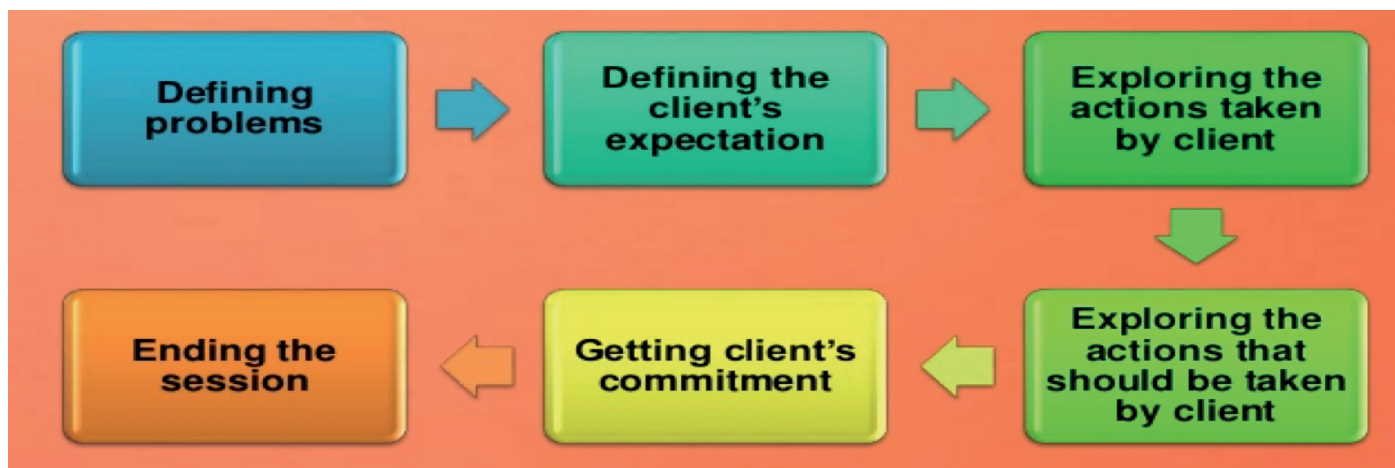 Defining
problems
Defining the
client's
expectation
Exploring the
actions taken
by client
Exploring the
actions that
should be taken
by client
Getting client's
commitment
Ending the
session